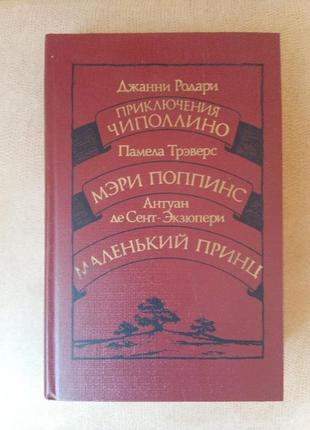 Джанни Родари
ПРИКЛЮЧЕНИЯ
ЧИПОЛЛИНО
Памела Трэверс
МЭРИ ПОППИНС
Антуан
де Сент-Экзюпери
МАЛЕНЬКИЙ ПРИНЦ